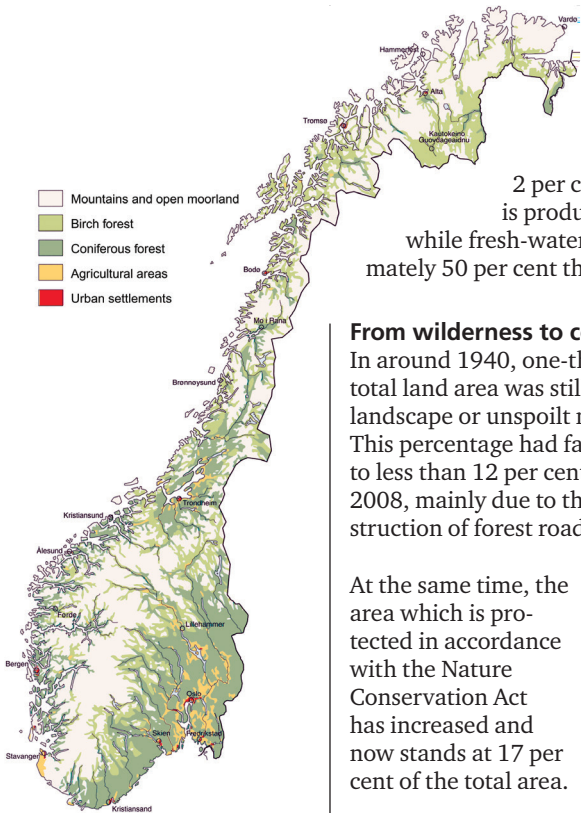 Vardø
Hammerfest
Alta
Tromsø
Kautokeino
Guovdageaidnu
Mountains and open moorland
Birch forest
Coniferous forest
Agricultural areas
Urban settlements
Bodø
Mo i Rana
Brønnøysund
Trondheim
Kristiansund
Ålesund
Førde
Lillehammer
Bergen
Oslo
Skien
Fredrikstad
Stavanger
Kristiansand
2 per c
is produ
while fresh-water
mately 50 per cent th
From wilderness to c
In around 1940, one-th
total land area was stil
landscape or unspoilt
This percentage had fa
to less than 12 per cent
2008, mainly due to th
struction of forest road
At the same time, the
area which is pro-
tected in accordance
with the Nature
Conservation Act
has increased and
now stands at 17 per
cent of the total area.